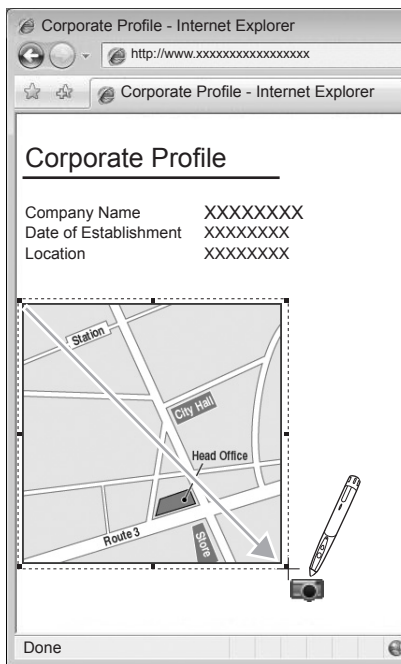 Corporate Profile - Internet Explorer
http://www.xxxxxxxxxxxxxxxxx
Corporate Profile - Internet Explorer
Corporate Profile
Company Name XXXXXXXX
Date of Establishment XXXXXXXX
Location XXXXXXXX
Station
City Hall
Head Office
Route 3
Store
Done